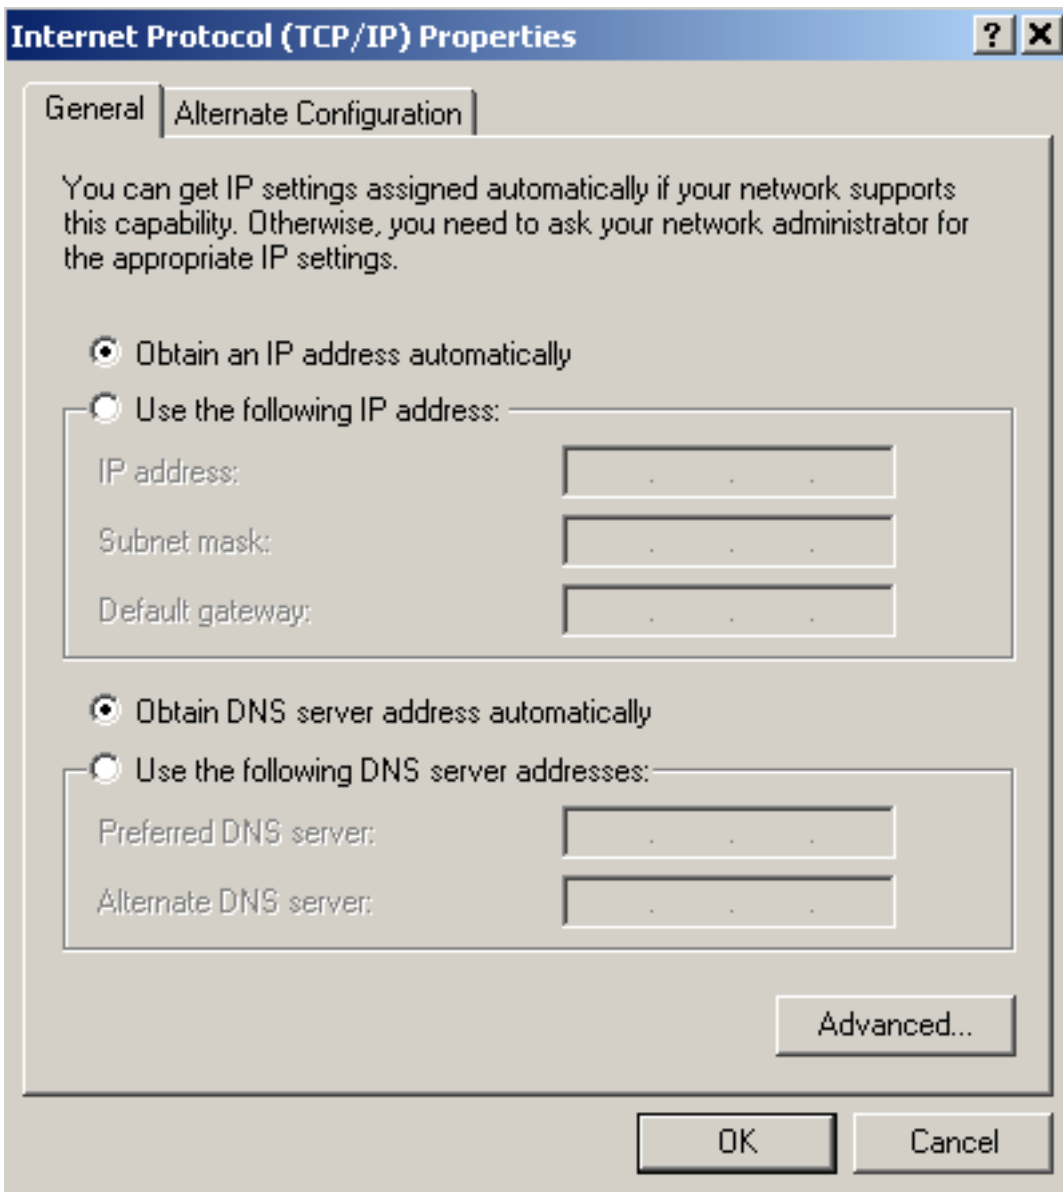 Internet Protocol (TCP/IP) Properties
General
Alternate Configuration
You can get IP settings assigned automatically if your network supports
this capability. Otherwise, you need to ask your network administrator for
the appropriate IP settings.
Obtain an IP address automatically
Use the following IP address:
IP address:
Subnet mask:
Default gateway:
Obtain DNS server address automatically
Use the following DNS server addresses:
Preferred DNS server:
Alternate DNS server:
Advanced...
OK
Cancel